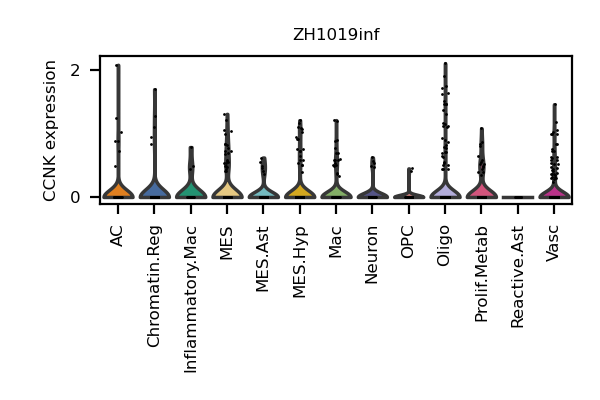 ZH1019inf
CCNK expression
2
0
AC
Chromatin.Reg
Inflammatory.Mac
MES
MES.Ast
MES.Hyp
Mac
Neuron
OPC
Oligo
Prolif.Metab
Reactive.Ast
Vasc